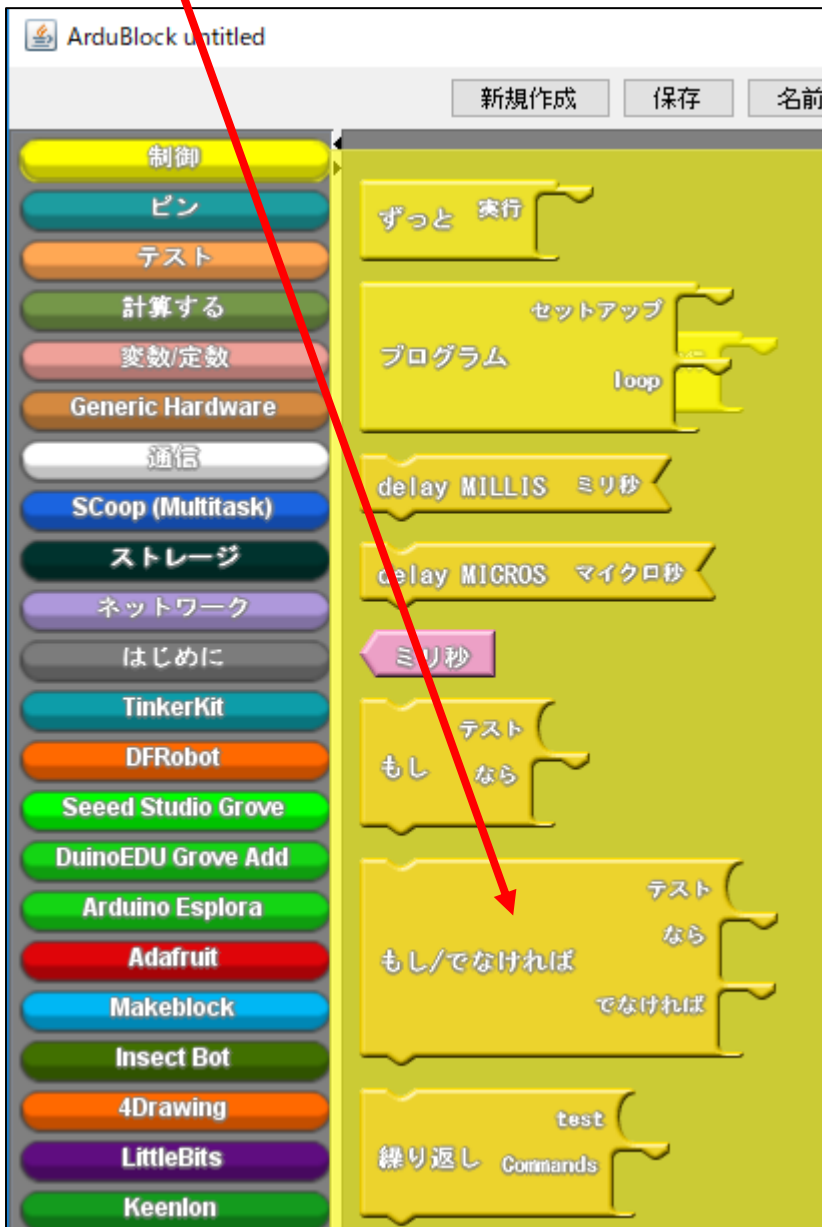 ArduBlock untitled
新規作成 保存 名前
制御
ピン
テスト
計算する
変数/定数
Generic Hardware
通信
SCoop (Multitask)
ストレージ
ネットワーク
はじめに
TinkerKit
DFRobot
Seeed Studio Grove
DuinoEDU Grove Add
Arduino Esplora
Adafruit
Makeblock
Insect Bot
4Drawing
LittleBits
Keenlon
ずっと 実行
セットアップ
プログラム
loop
delay MILLIS ミリ秒
delay MICROS マイクロ秒
ミリ秒
テスト
もし なら
テスト
なら
もし/でなければ
でなければ
test
繰り返し Commands